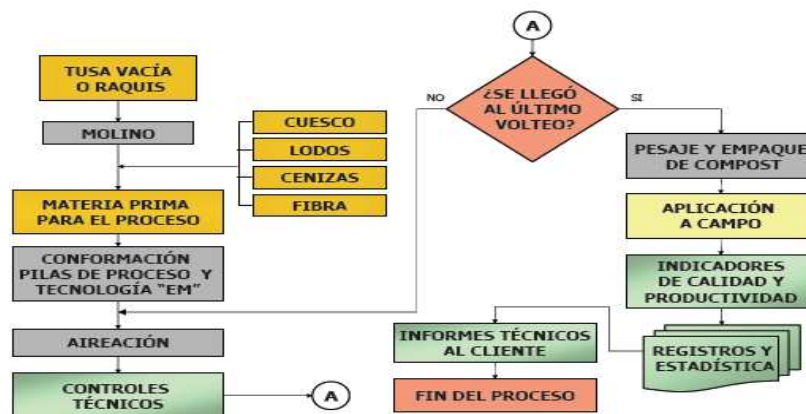 TUSA VACÍA
O RAQUIS
MOLINO
CUESCO
LODOS
CENIZAS
FIBRA
MATERIA PRIMA
PARA EL PROCESO
CONFORMACIÓN
PILAS DE PROCESO Y
TECNOLOGÍA "EM"
AIREACIÓN
CONTROLES
TÉCNICOS
A
A
¿SE LLEGÓ
AL ÚLTIMO
VOLTEO?
NO
SI
PESAJE Y EMPAQUE
DE COMPOST
APLICACIÓN
A CAMPO
INDICADORES
DE CALIDAD Y
PRODUCTIVIDAD
REGISTROS Y
ESTADÍSTICA
INFORMES TÉCNICOS
AL CLIENTE
FIN DEL PROCESO